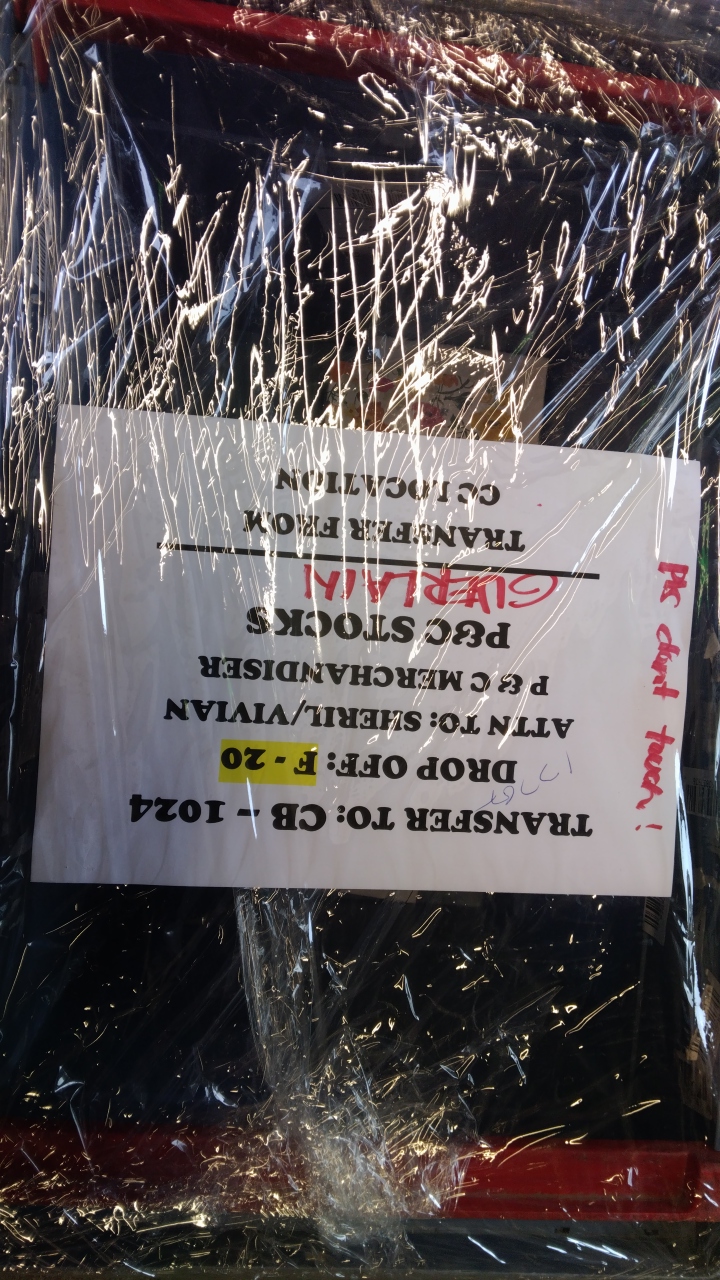 TRANSFER TO: CB - 1024
DROP OFF: F - 20
ATTN TO: SHERIL/VIVIAN
P & C MERCHANDISER
P&C STOCKS
GUERLAIN
TRANSFER FROM
CC LOCATION
Pls dont touch!